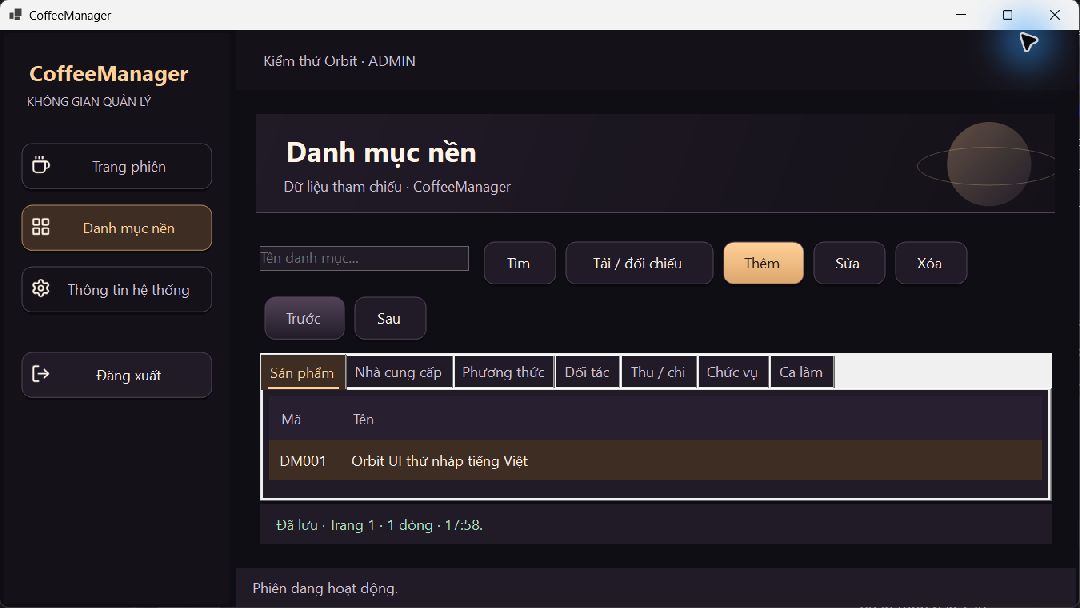 CoffeeManager
CoffeeManager
KHÔNG GIAN QUẢN LÝ
Trang phiên
Danh mục nền
Thông tin hệ thống
Đăng xuất
Kiểm thử Orbit · ADMIN
Danh mục nền
Dữ liệu tham chiếu · CoffeeManager
Tên danh mục...
Tìm
Tải / đối chiếu
Thêm
Sửa
Xóa
Trước
Sau
Sản phẩm
Nhà cung cấp
Phương thức
Đối tác
Thu / chi
Chức vụ
Ca làm
Mã Tên
DM001 Orbit UI thử nháp tiếng Việt
Đã lưu · Trang 1 · 1 dòng · 17:58.
Phiên đang hoạt động.